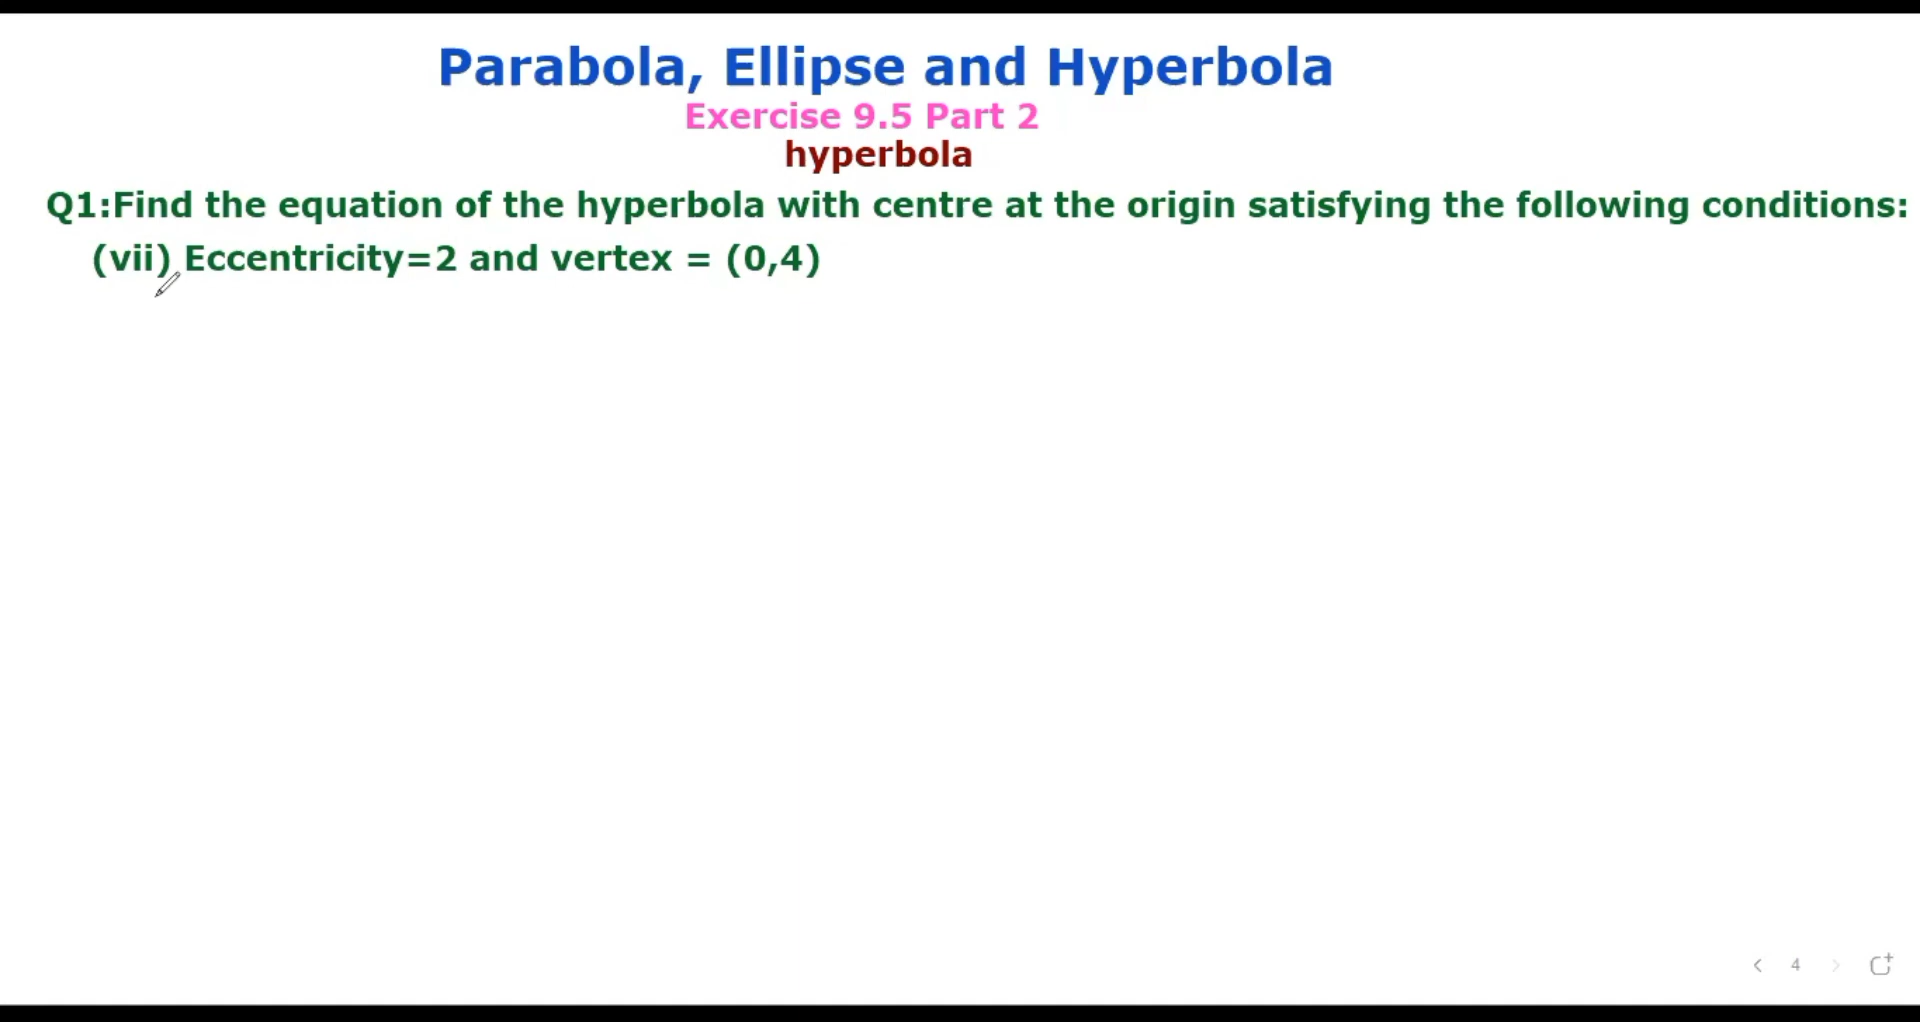 Parabola, Ellipse and Hyperbola
Exercise 9.5 Part 2
hyperbola
Q1:Find the equation of the hyperbola with centre at the origin satisfying the following conditions:
(vii) Eccentricity=2 and vertex = (0,4)
4